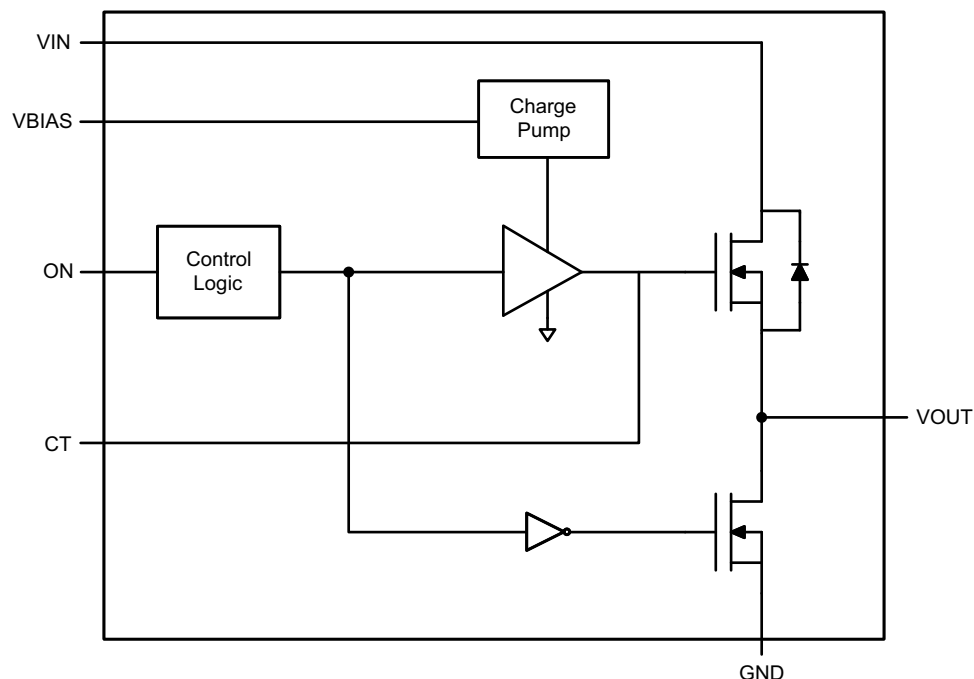 VIN
Charge
Pump
VBIAS
Control
Logic
ON
VOUT
CT
GND